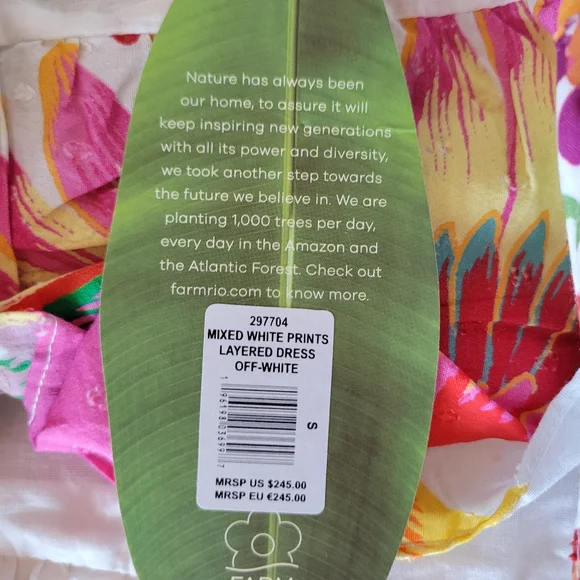 Nature has always been
our home, to assure it will
keep inspiring new generations
with all its power and diversity,
we took another step towards
the future we believe in. We are
planting 1,000 trees per day,
every day in the Amazon and
the Atlantic Forest. Check out
farmrio.com to know more.
297704
MIXED WHITE PRINTS
LAYERED DRESS
OFF-WHITE
S
MRSP US $245.00
MRSP EU €245.00
FARM